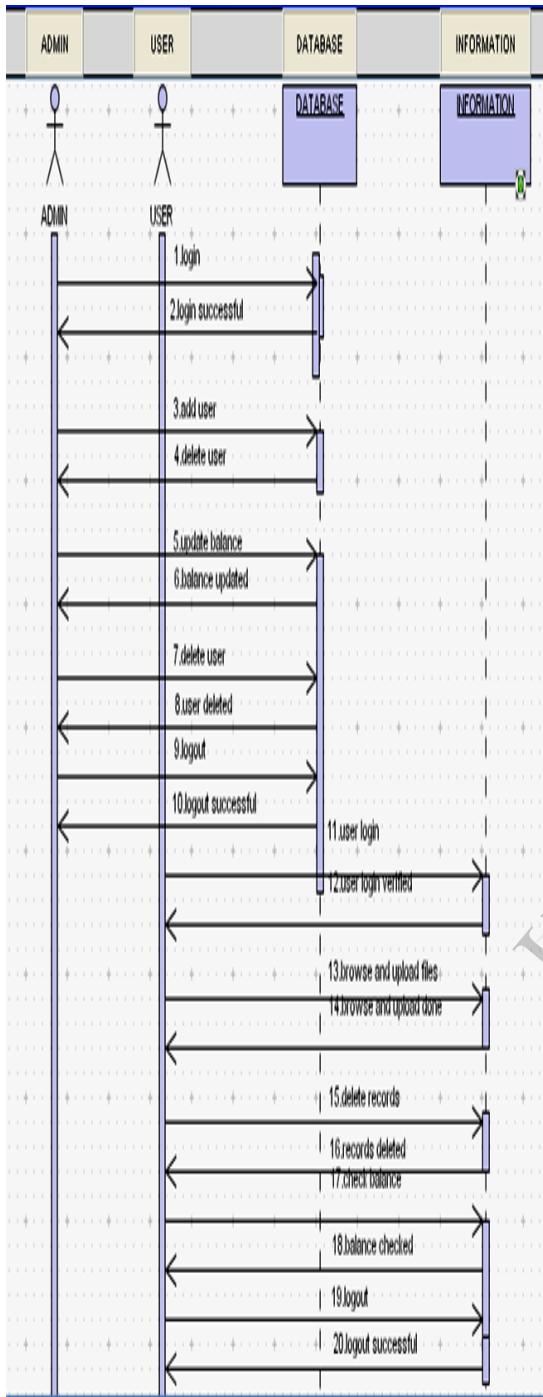 ADMIN USER DATABASE INFORMATION
DATABASE INFORMATION
ADMIN USER
1.login
2.login successful
3.add user
4.delete user
5.update balance
6.balance updated
7.delete user
8.user deleted
9.logout
10.logout successful
11.user login
12.user login verified
13.browse and upload files
14.browse and upload done
15.delete records
16.records deleted
17.check balance
18.balance checked
19.logout
20.logout successful